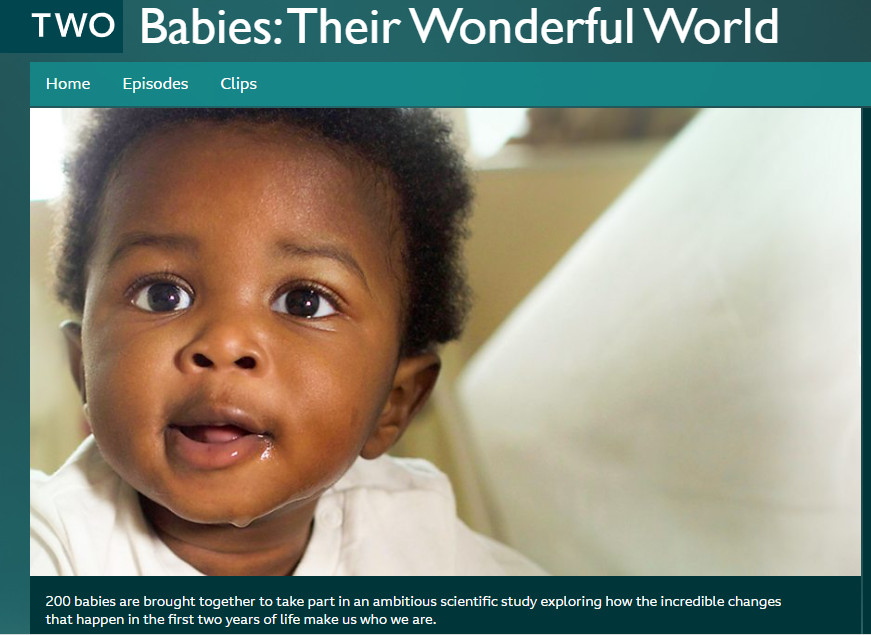 TWO Babies: Their Wonderful World
Home Episodes Clips
200 babies are brought together to take part in an ambitious scientific study exploring how the incredible changes
that happen in the first two years of life make us who we are.